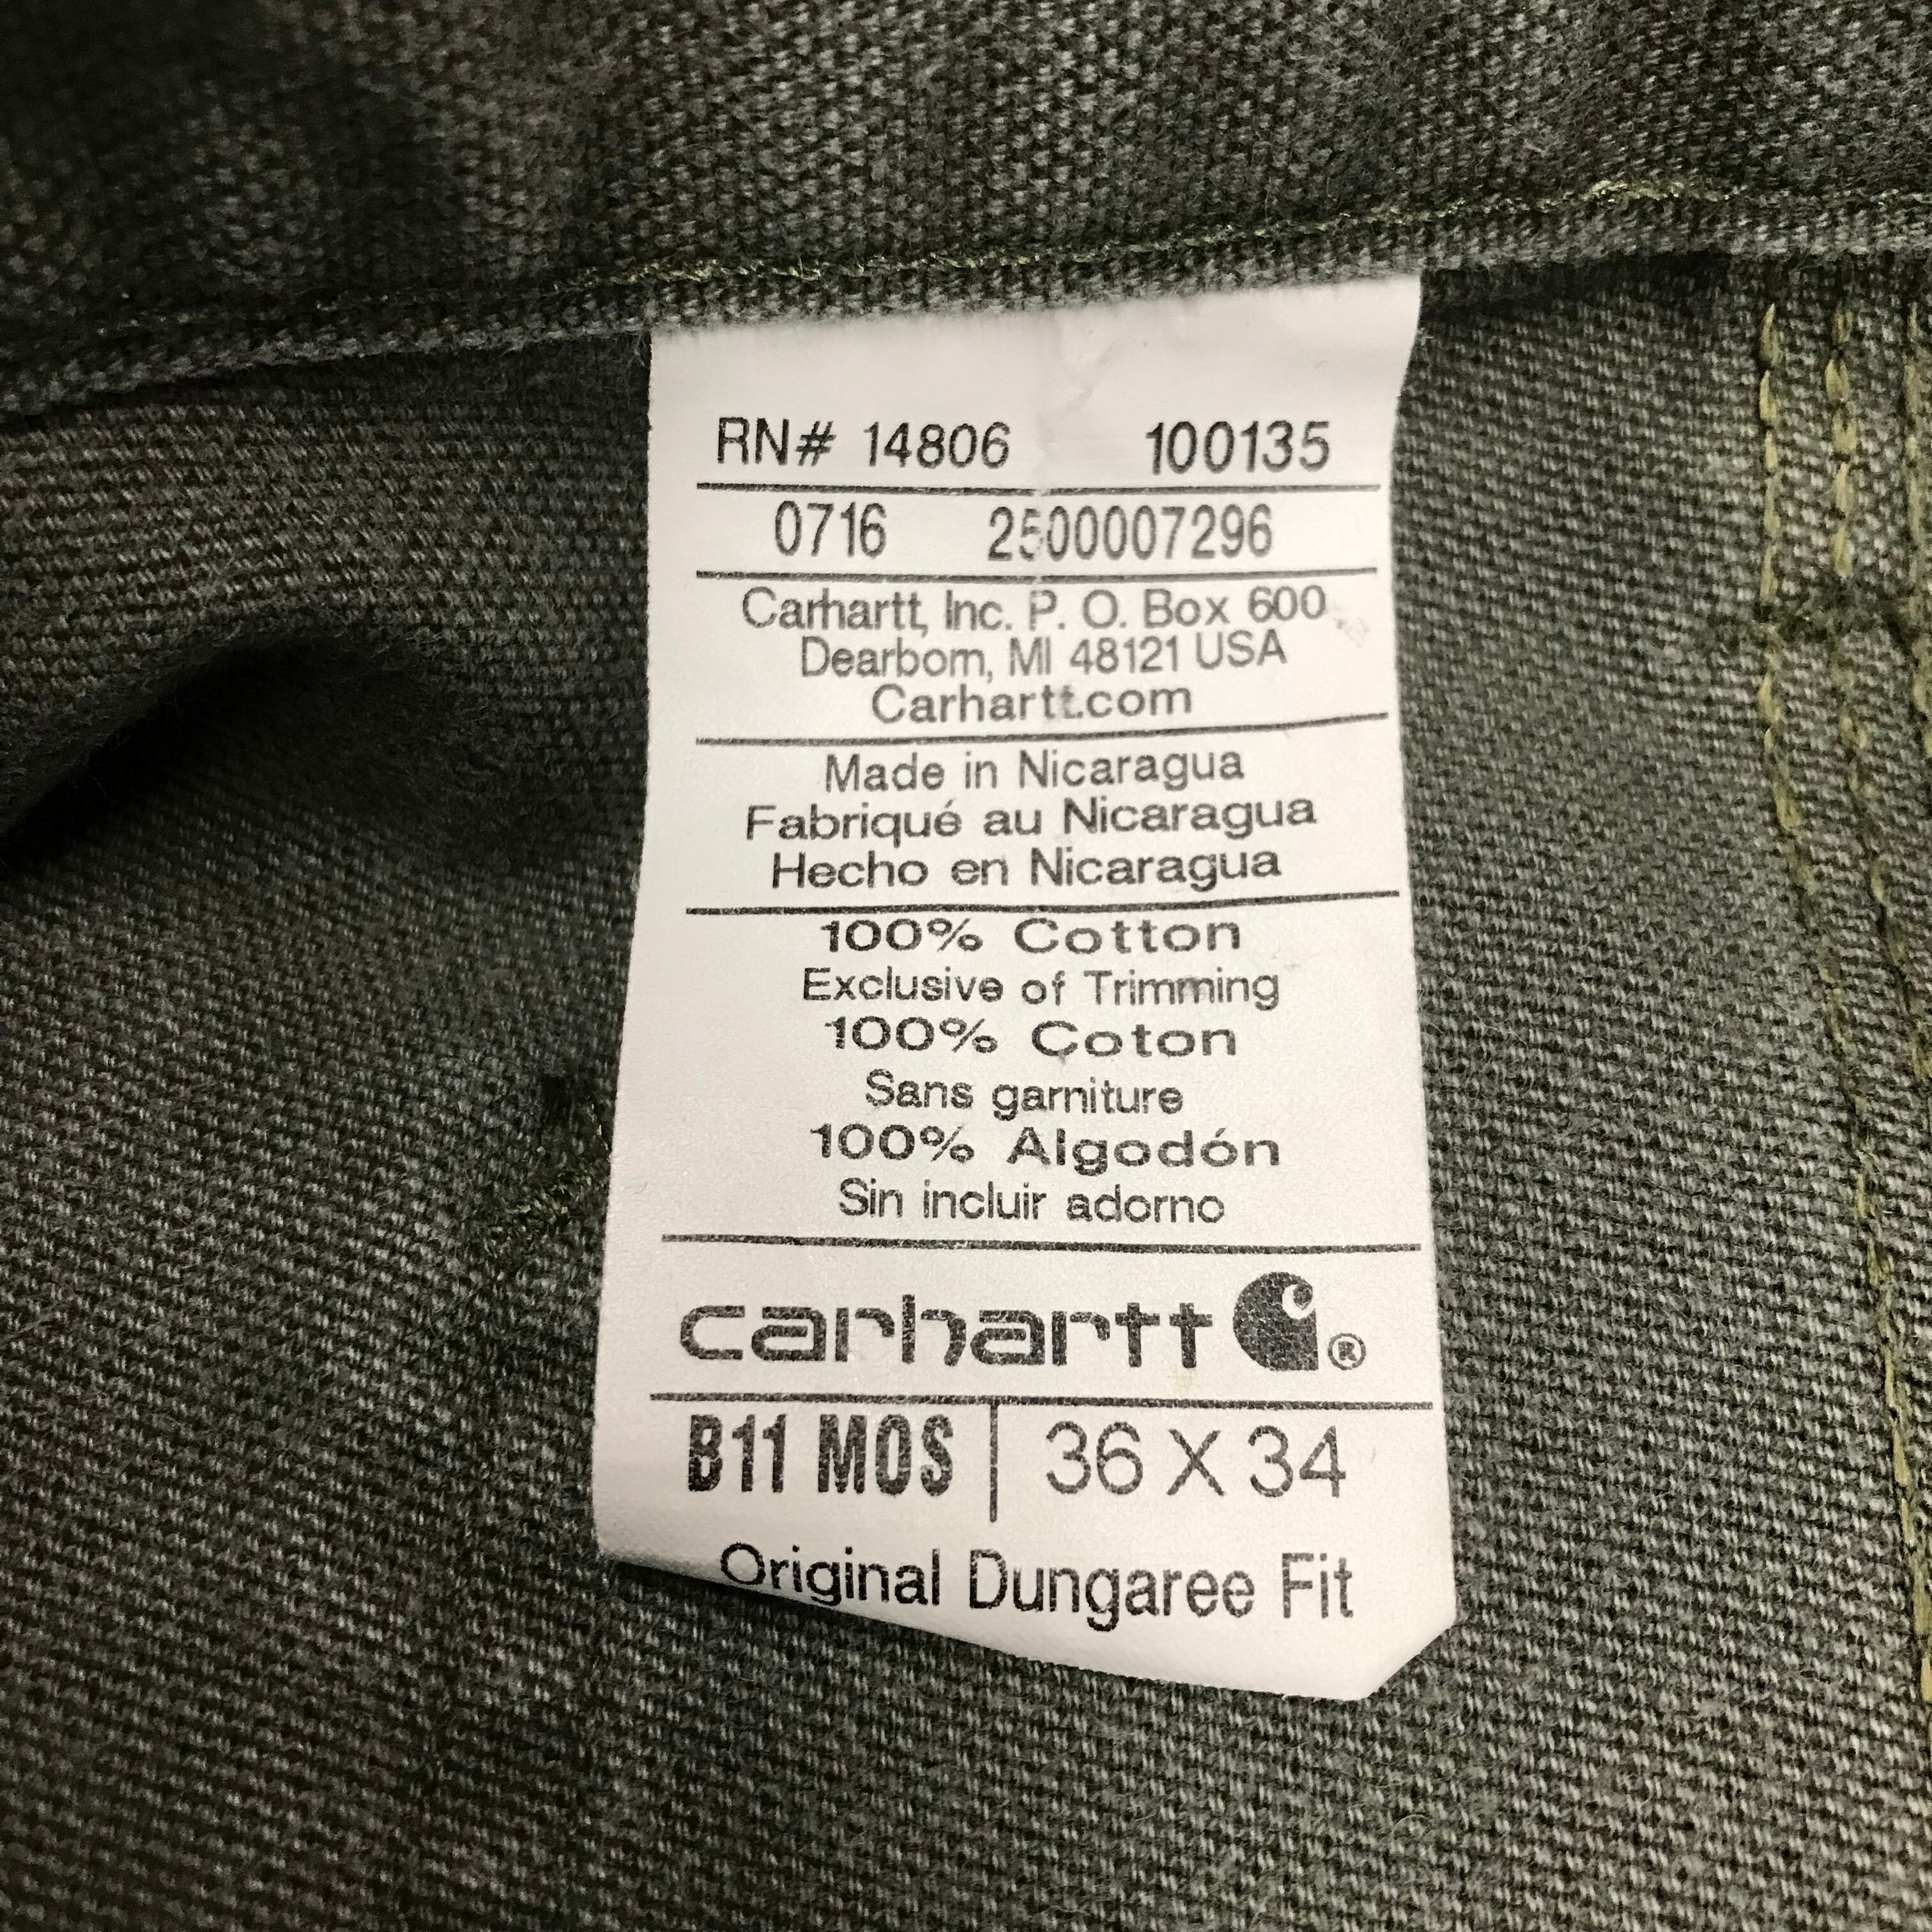 RN# 14806 100135
0716 2500007296
Carhartt, Inc. P. O. Box 600
Dearborn, MI 48121 USA
Carhartt.com
Made in Nicaragua
Fabriqué au Nicaragua
Hecho en Nicaragua
100% Cotton
Exclusive of Trimming
100% Coton
Sans garniture
100% Algodón
Sin incluir adorno
carhartt ®
B11 MOS | 36 X 34
Original Dungaree Fit